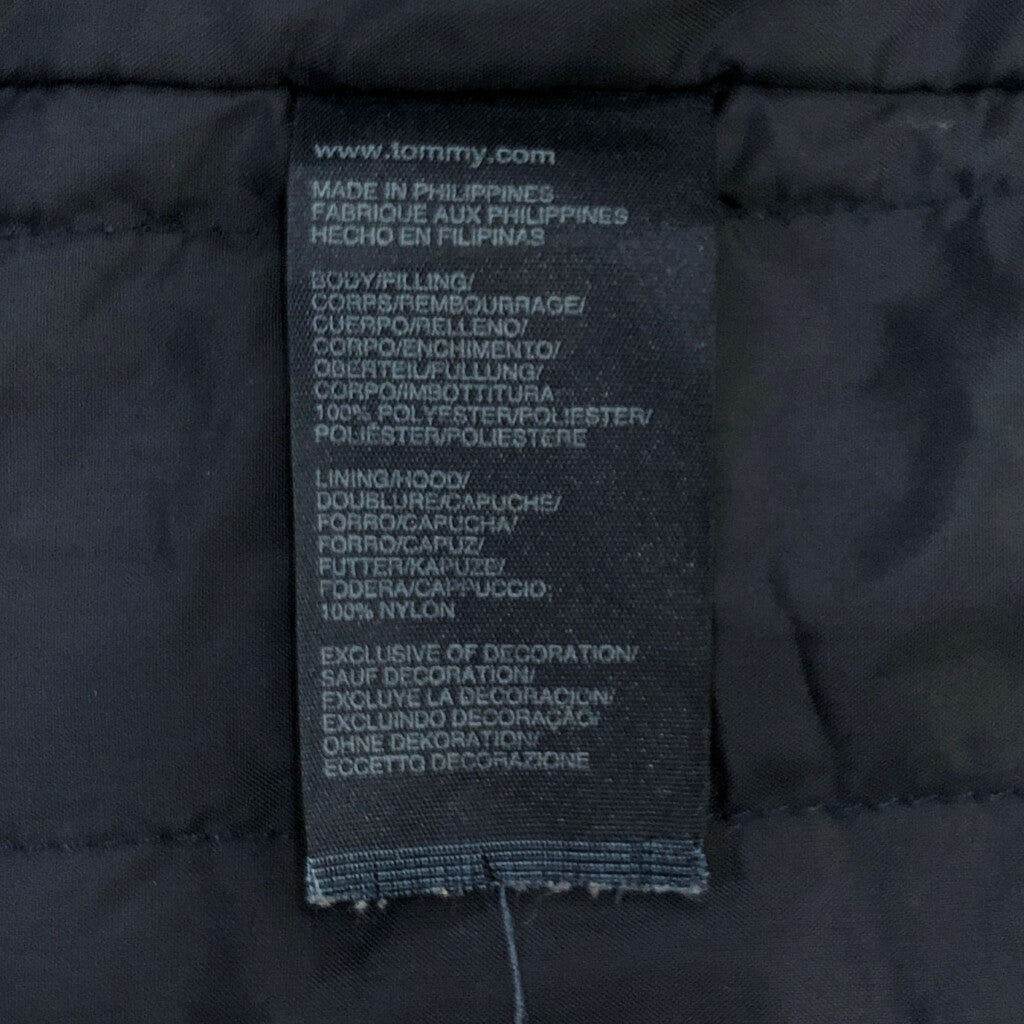 www.tommy.com
MADE IN PHILIPPINES
FABRIQUE AUX PHILIPPINES
HECHO EN FILIPINAS
BODY/FILLING/
CORPS/REMBOURRAGE/
CUERPO/RELLENO/
CORPO/ENCHIMENTO/
OBERTEIL/FULLUNG/
CORPO/IMBOTTITURA
100% POLYESTER/POLIESTER/
POLIÉSTER/POLIESTERE
LINING/HOOD/
DOUBLURE/CAPUCHE/
FORRO/CAPUCHA/
FORRO/CAPUZ/
FUTTER/KAPUZE/
FODERA/CAPPUCCIO:
100% NYLON
EXCLUSIVE OF DECORATION/
SAUF DECORATION/
EXCLUYE LA DECORACION/
EXCLUINDO DECORAÇÃO/
OHNE DEKORATION/
ECCETTO DECORAZIONE